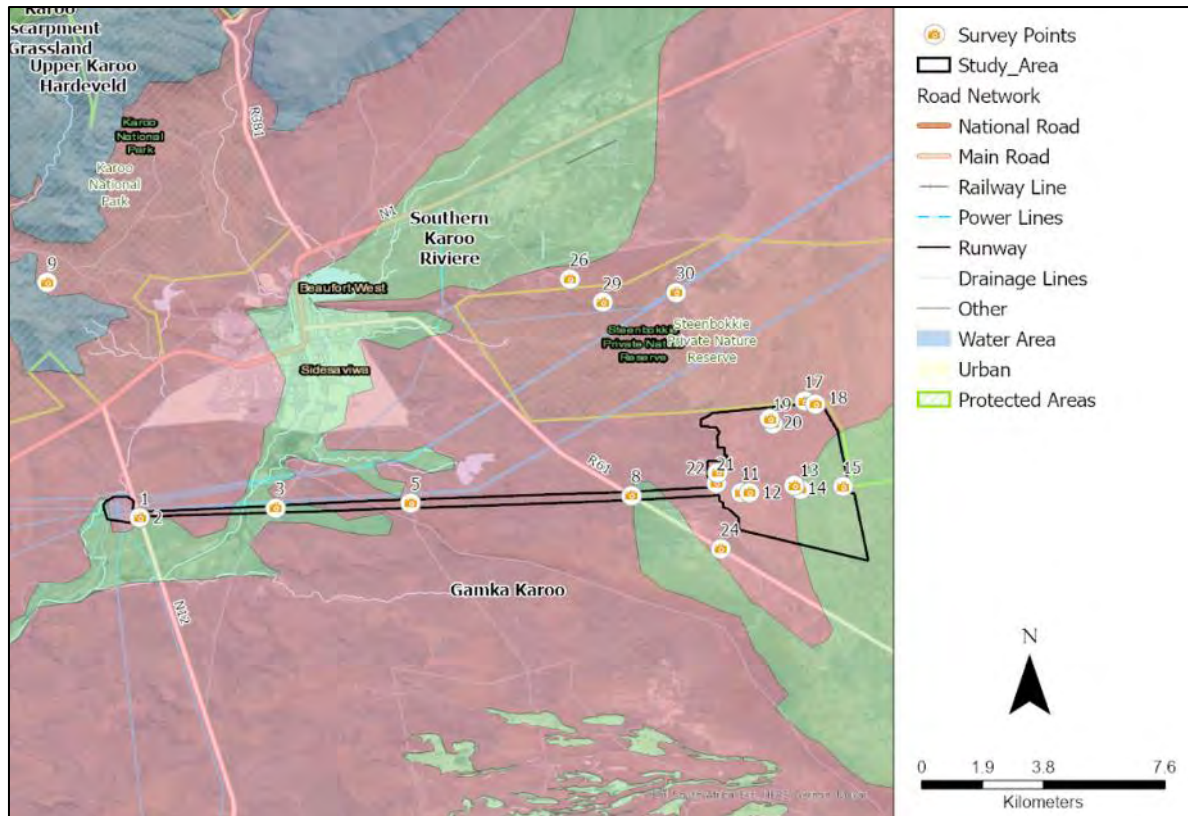 Karoo
scarpment
Grassland
Upper Karoo
Hardeveld
Karoo
National
Park
Karoo
National
Park
R381
N1
Southern
Karoo
Riviere
9
26
29
30
Beaufort West
Steenbokkie
Private Nature
Reserve
Steenbokkie
Private Nature
Reserve
Sidesaviwa
17
18
19
20
R61
22
21
11
12
13
14
15
8
1
2
3
5
24
Gamka Karoo
N12
Survey Points
Study_Area
Road Network
National Road
Main Road
Railway Line
Power Lines
Runway
Drainage Lines
Other
Water Area
Urban
Protected Areas
N
0 1.9 3.8 7.6
Kilometers